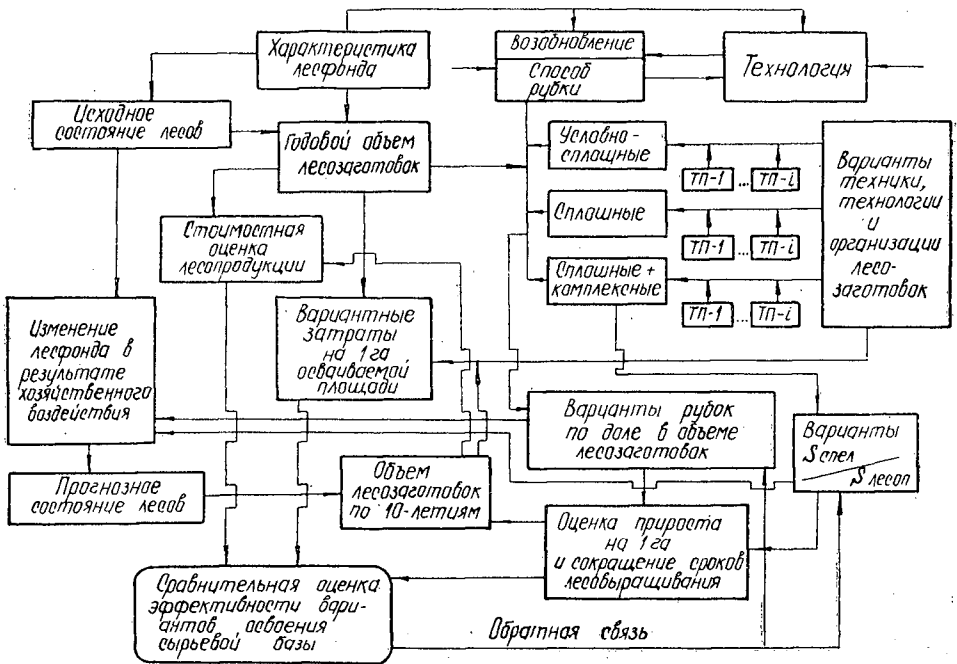 Характеристика
лесфонда
Возобновление
Способ
рубки
Технология
Исходное
состояние лесов
Годовой объем
лесозаготовок
Условно-
сплошные
ТП-1 ... ТП-i
Варианты
техники,
технологии
и
организации
лесо-
заготовок
Сплошные
ТП-1 ... ТП-i
Стоимостная
оценка
лесопродукции
Сплошные +
комплексные
ТП-1 ... ТП-i
Изменение
лесфонда в
результате
хозяйственного
воздействия
Вариантные
затраты
на 1 га
осваиваемой
площади
Варианты рубок
по доле в объеме
лесозаготовок
Варианты
S спел
S лесоп
Прогнозное
состояние лесов
Объем
лесозаготовок
по 10-летиям
Оценка прироста
на 1 га
и сокращение сроков
лесовыращивания
Сравнительная оценка
эффективности вари-
антов освоения
сырьевой базы
Обратная связь